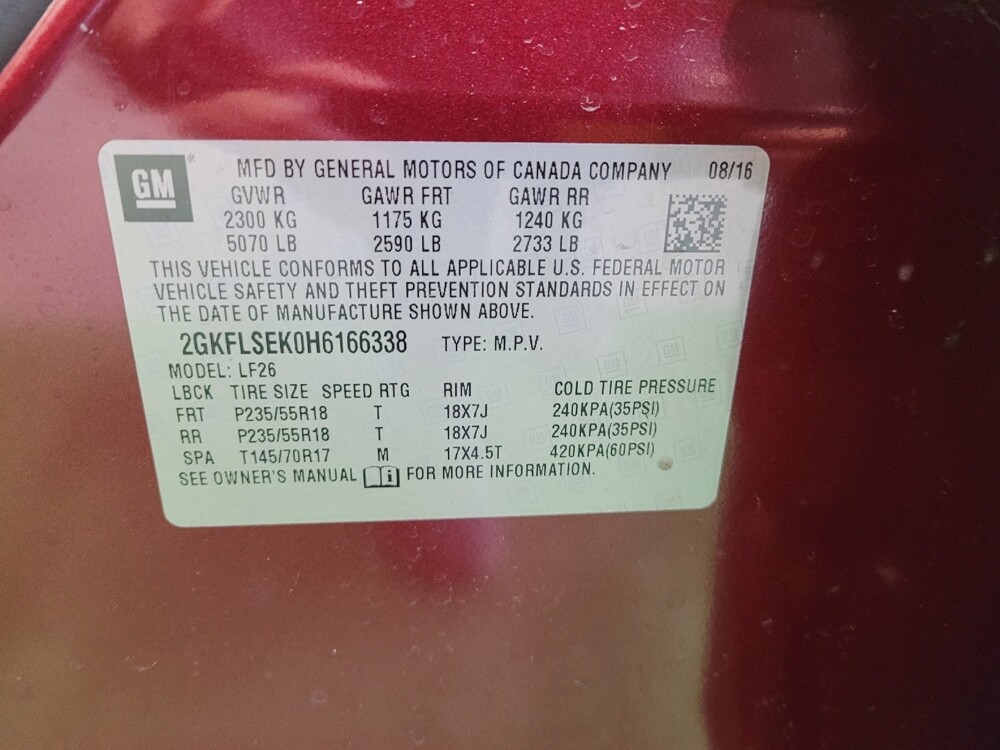 GM ®
MFD BY GENERAL MOTORS OF CANADA COMPANY 08/16
GVWR GAWR FRT GAWR RR
2300 KG 1175 KG 1240 KG
5070 LB 2590 LB 2733 LB
THIS VEHICLE CONFORMS TO ALL APPLICABLE U.S. FEDERAL MOTOR
VEHICLE SAFETY AND THEFT PREVENTION STANDARDS IN EFFECT ON
THE DATE OF MANUFACTURE SHOWN ABOVE.
2GKFLSEK0H6166338 TYPE: M.P.V.
MODEL: LF26
LBCK TIRE SIZE SPEED RTG RIM COLD TIRE PRESSURE
FRT P235/55R18 T 18X7J 240KPA(35PSI)
RR P235/55R18 T 18X7J 240KPA(35PSI)
SPA T145/70R17 M 17X4.5T 420KPA(60PSI)
SEE OWNER'S MANUAL i FOR MORE INFORMATION.